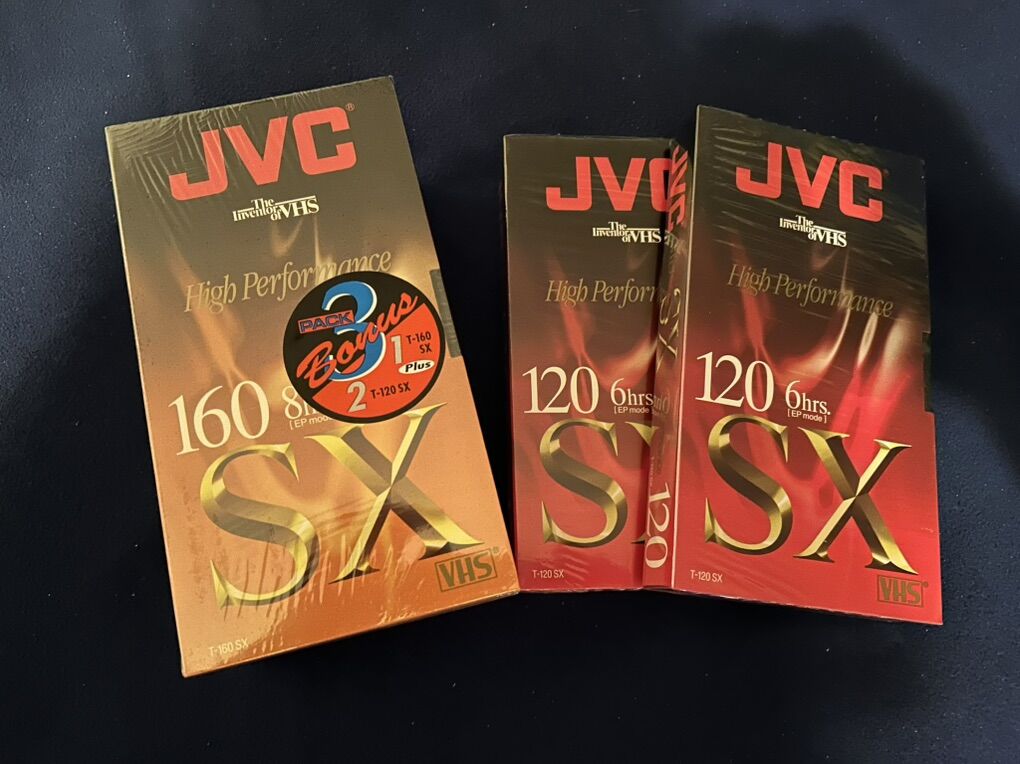 JVC®
The
Inventor
of VHS
High Performance
3
PACK
Bonus
1 T-160
SX
Plus
2 T-120 SX
160
[EP mode]
SX
VHS
T-160 SX
JVC
The
Inventor
of VHS
High
120 6hrs.
[EP mode]
S
T-120 SX
JVC
SX
120
JVC®
The
Inventor
of VHS
High Performance
120 6hrs.
[EP mode]
SX
T-120 SX
VHS®